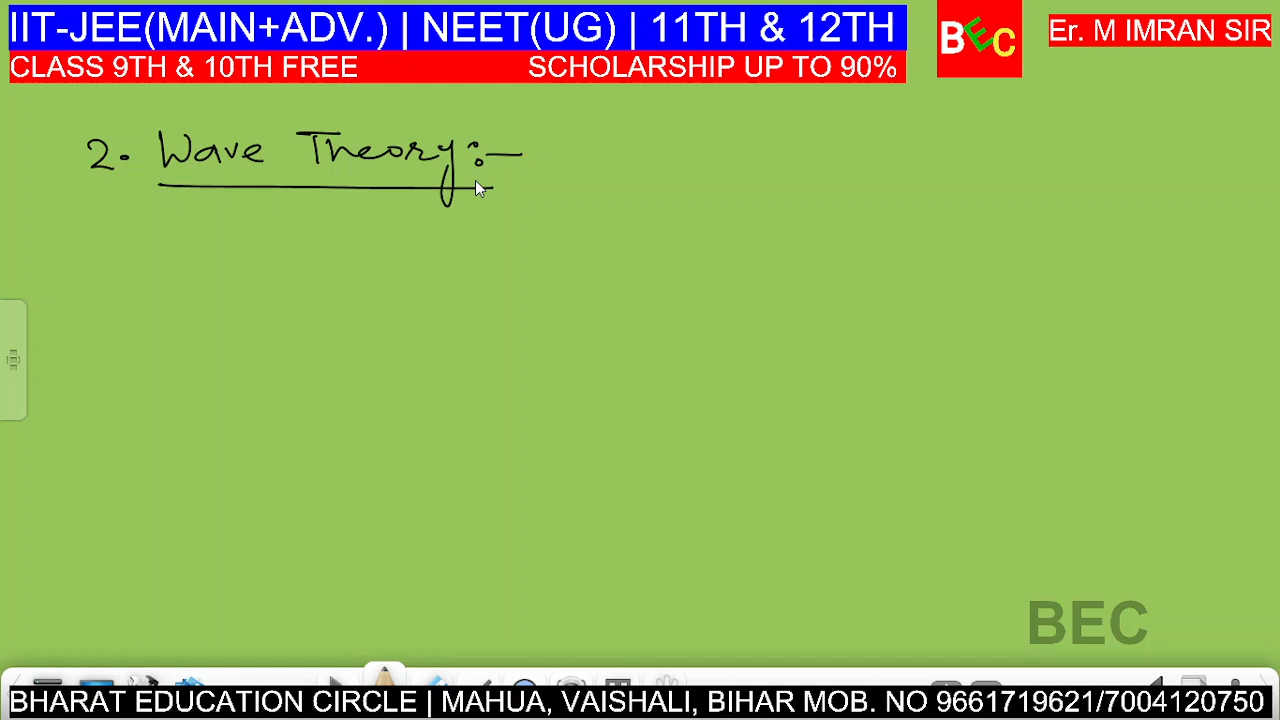 IIT-JEE(MAIN+ADV.) | NEET(UG) | 11TH & 12TH
BEC
Er. M IMRAN SIR
CLASS 9TH & 10TH FREE SCHOLARSHIP UP TO 90%
2. Wave Theory:-
BEC
BHARAT EDUCATION CIRCLE | MAHUA, VAISHALI, BIHAR MOB. NO 9661719621/7004120750